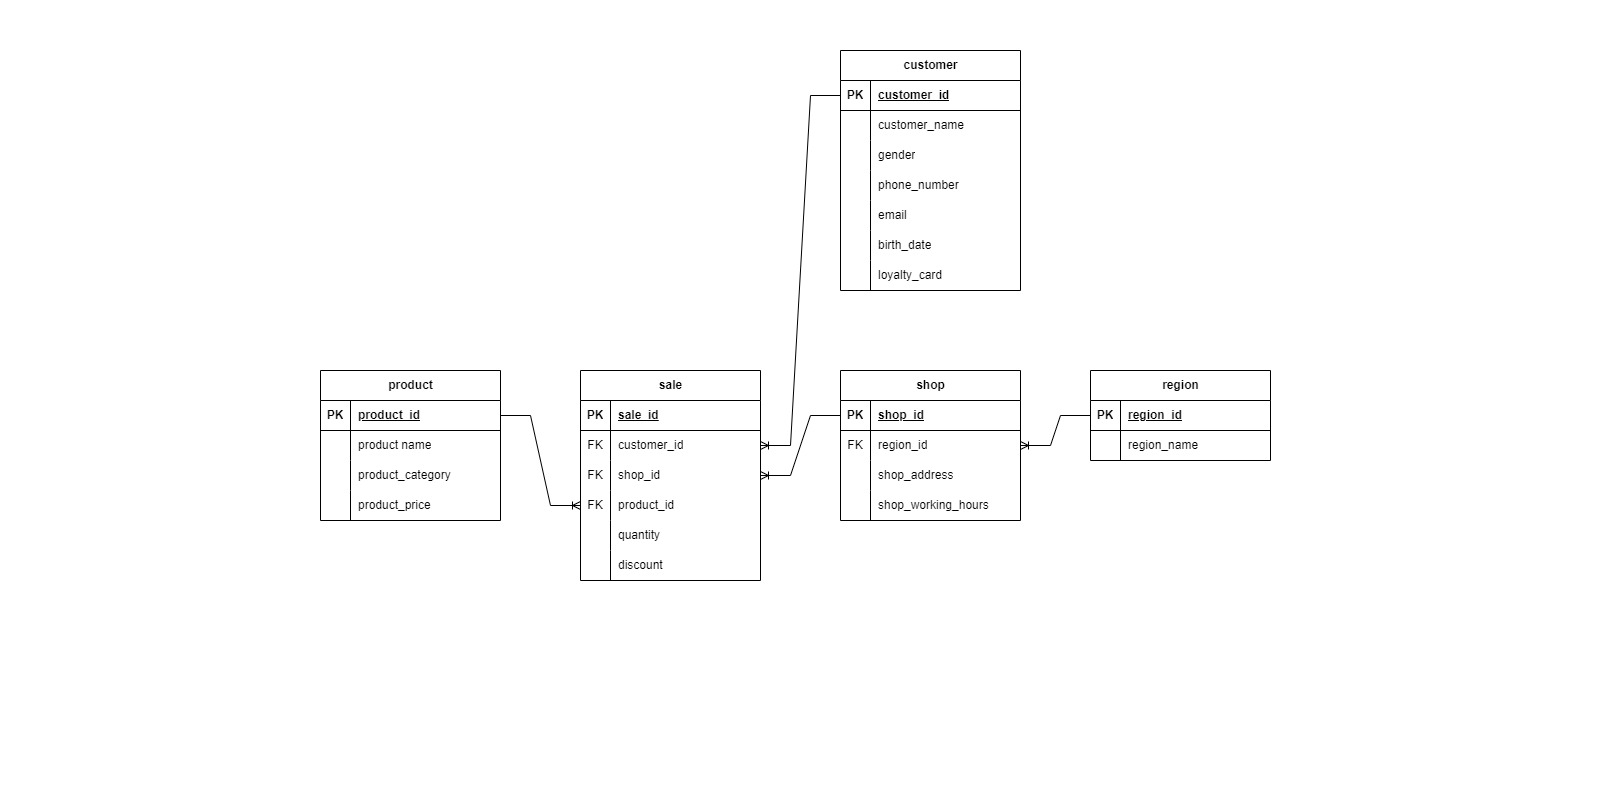 customer
PK customer_id
customer_name
gender
phone_number
email
birth_date
loyalty_card
product
PK product_id
product name
product_category
product_price
sale
PK sale_id
FK customer_id
FK shop_id
FK product_id
quantity
discount
shop
PK shop_id
FK region_id
shop_address
shop_working_hours
region
PK region_id
region_name